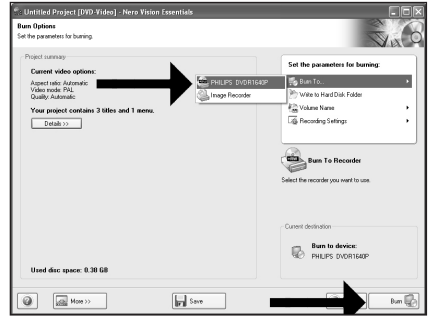 Untitled Project [DVD-Video] - Nero Vision Essentials
Burn Options
Set the parameters for burning.
Project summary
Current video options:
Aspect ratio: Automatic
Video mode: PAL
Quality: Automatic
Your project contains 3 titles and 1 menu.
Details >>
Used disc space: 0.38 GB
PHILIPS DVDR1640P
Image Recorder
Set the parameters for burning:
Burn To...
Write to Hard Disk Folder
Volume Name
Recording Settings
Burn To Recorder
Select the recorder you want to use.
Current destination
Burn to device:
PHILIPS DVDR1640P
More >>
Save
Burn